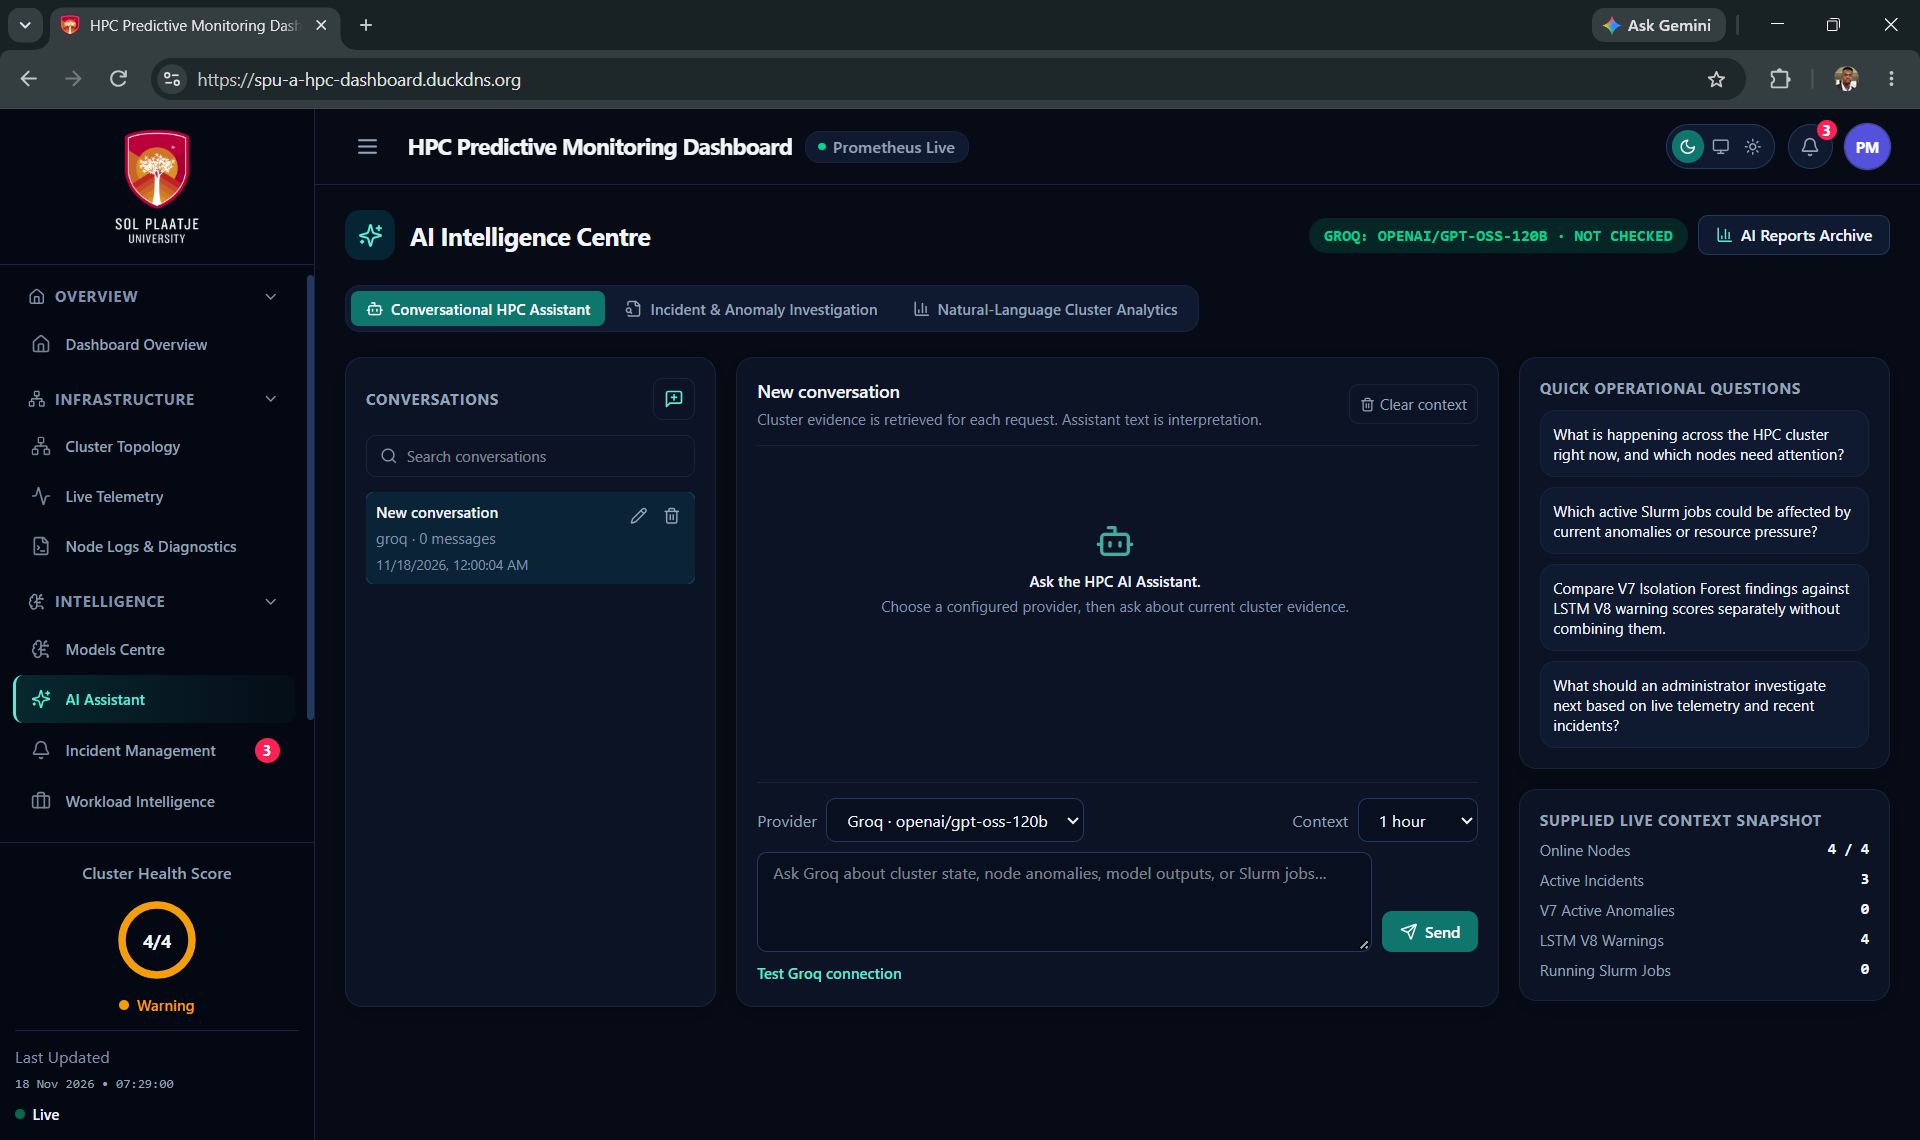 HPC Predictive Monitoring Dash
Ask Gemini
https://spu-a-hpc-dashboard.duckdns.org
SOL PLAATJE
UNIVERSITY
OVERVIEW
Dashboard Overview
INFRASTRUCTURE
Cluster Topology
Live Telemetry
Node Logs & Diagnostics
INTELLIGENCE
Models Centre
AI Assistant
Incident Management
3
Workload Intelligence
Cluster Health Score
4/4
Warning
Last Updated
18 Nov 2026 • 07:29:00
Live
HPC Predictive Monitoring Dashboard
Prometheus Live
3
PM
AI Intelligence Centre
GROQ: OPENAI/GPT-OSS-120B · NOT CHECKED
AI Reports Archive
Conversational HPC Assistant
Incident & Anomaly Investigation
Natural-Language Cluster Analytics
CONVERSATIONS
Search conversations
New conversation
groq · 0 messages
11/18/2026, 12:00:04 AM
New conversation
Cluster evidence is retrieved for each request. Assistant text is interpretation.
Clear context
Ask the HPC AI Assistant.
Choose a configured provider, then ask about current cluster evidence.
Provider
Groq · openai/gpt-oss-120b
Context
1 hour
Ask Groq about cluster state, node anomalies, model outputs, or Slurm jobs...
Send
Test Groq connection
QUICK OPERATIONAL QUESTIONS
What is happening across the HPC cluster
right now, and which nodes need attention?
Which active Slurm jobs could be affected by
current anomalies or resource pressure?
Compare V7 Isolation Forest findings against
LSTM V8 warning scores separately without
combining them.
What should an administrator investigate
next based on live telemetry and recent
incidents?
SUPPLIED LIVE CONTEXT SNAPSHOT
Online Nodes 4 / 4
Active Incidents 3
V7 Active Anomalies 0
LSTM V8 Warnings 4
Running Slurm Jobs 0